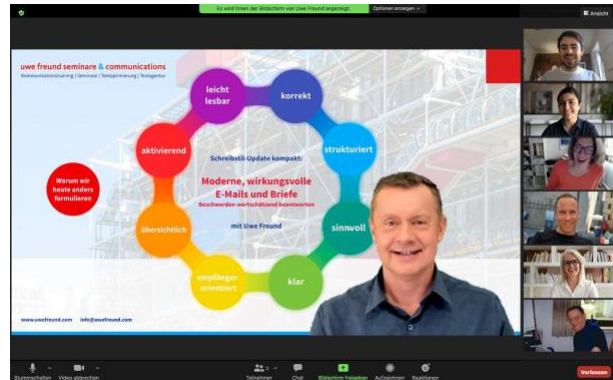 Es wird Ihnen der Bildschirm von Uwe Freund angezeigt.
Optionen anzeigen
Ansicht
uwe freund seminare & communications
Kommunikationstraining | Seminare | Textoptimierung | Textagentur
leicht
lesbar
korrekt
aktivierend
strukturiert
Schreibstil-Update kompakt:
Moderne, wirkungsvolle
E-Mails und Briefe
Beschwerden wertschätzend beantworten
mit Uwe Freund
Warum wir
heute anders
formulieren
übersichtlich
sinnvoll
empfänger-
orientiert
klar
www.uwefreund.com info@uwefreund.com
Stummschalten
Video abbrechen
Teilnehmer
Chat
Bildschirm freigeben
Aufzeichnen
Reaktionen
Verlassen